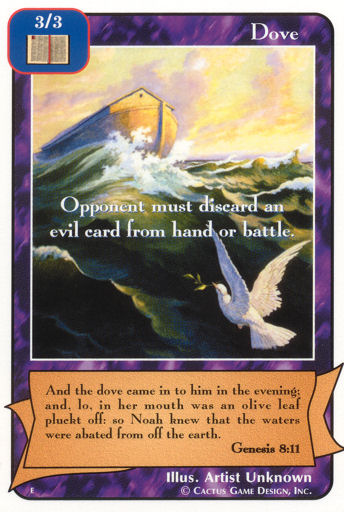 3/3
Dove
Opponent must discard an
evil card from hand or battle.
And the dove came in to him in the evening;
and, lo, in her mouth was an olive leaf
pluckt off: so Noah knew that the waters
were abated from off the earth.
Genesis 8:11
Illus. Artist Unknown
E
© Cactus Game Design, Inc.